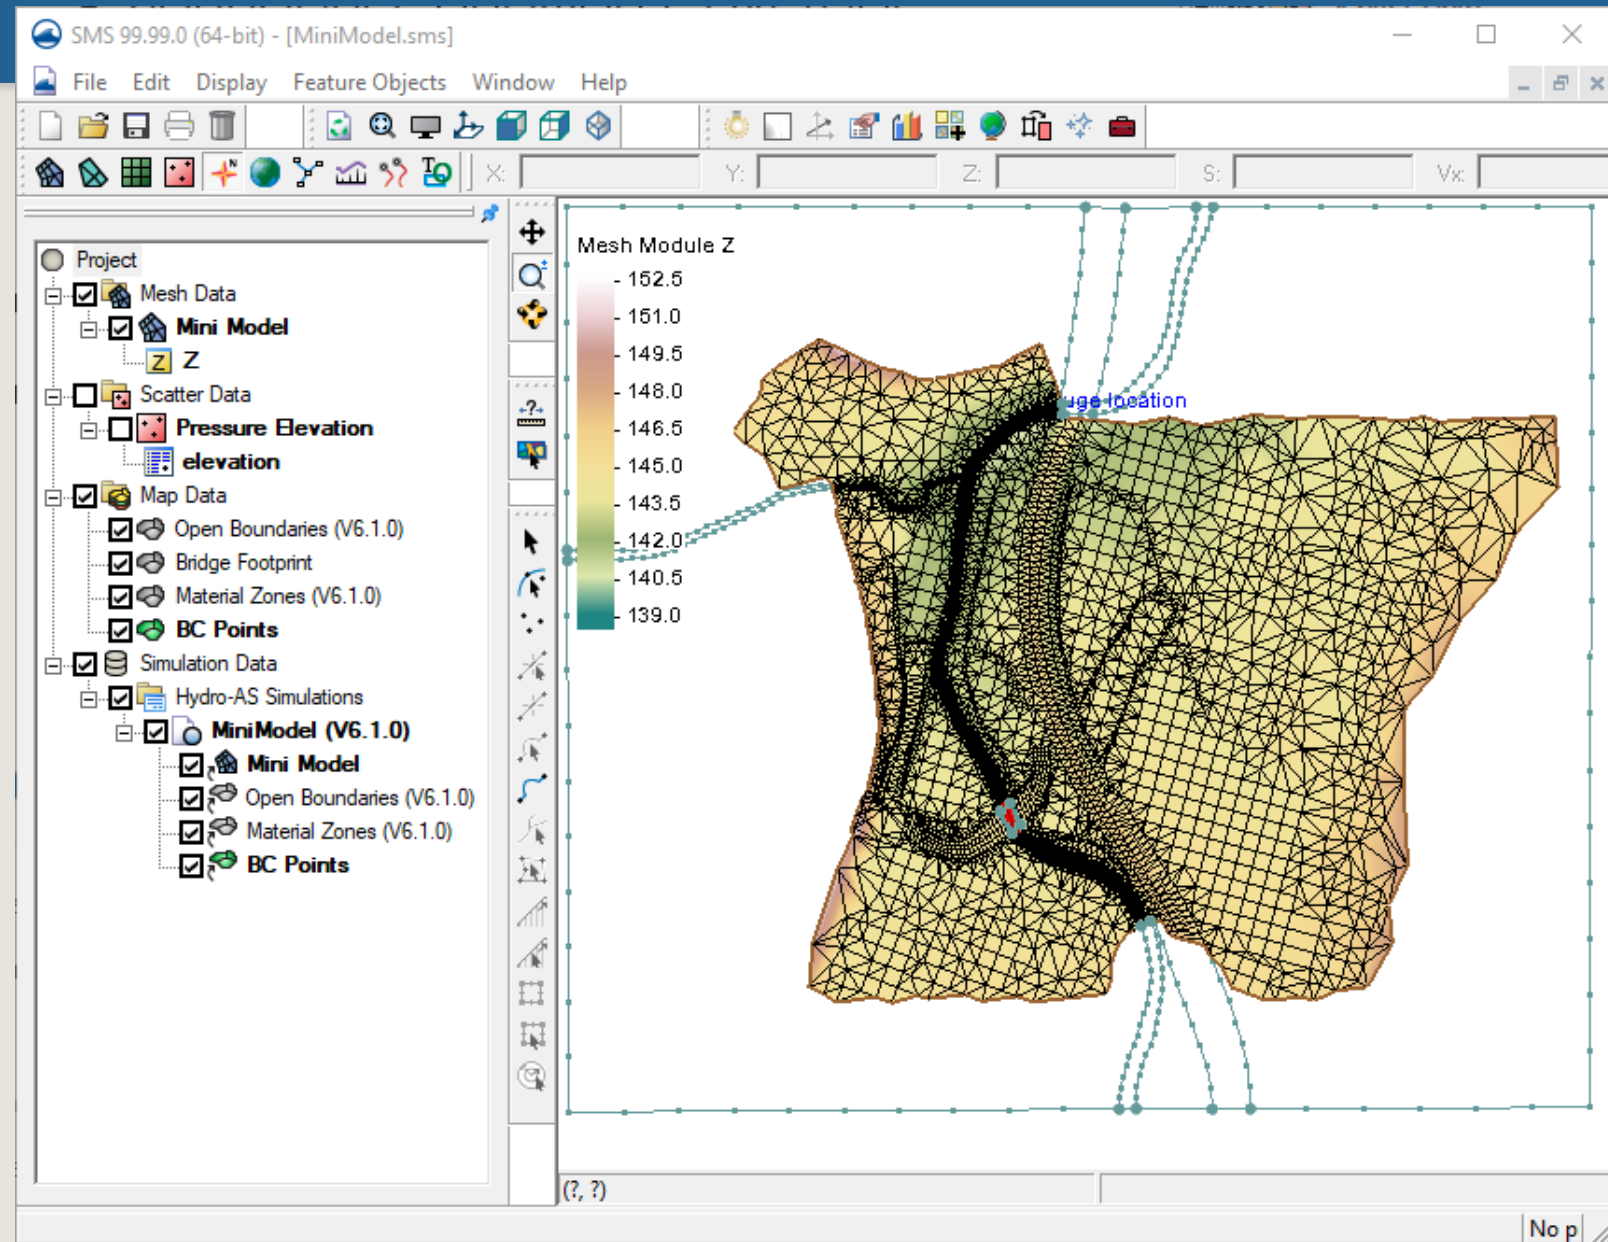 SMS 99.99.0 (64-bit) - [MiniModel.sms]
File Edit Display Feature Objects Window Help
X: Y: Z: S: Vx:
Project
Mesh Data
Mini Model
Z Z
Scatter Data
Pressure Elevation
elevation
Map Data
Open Boundaries (V6.1.0)
Bridge Footprint
Material Zones (V6.1.0)
BC Points
Simulation Data
Hydro-AS Simulations
MiniModel (V6.1.0)
Mini Model
Open Boundaries (V6.1.0)
Material Zones (V6.1.0)
BC Points
Mesh Module Z
152.5
151.0
149.5
148.0
146.5
145.0
143.5
142.0
140.5
139.0
uge location
(?, ?)
No p